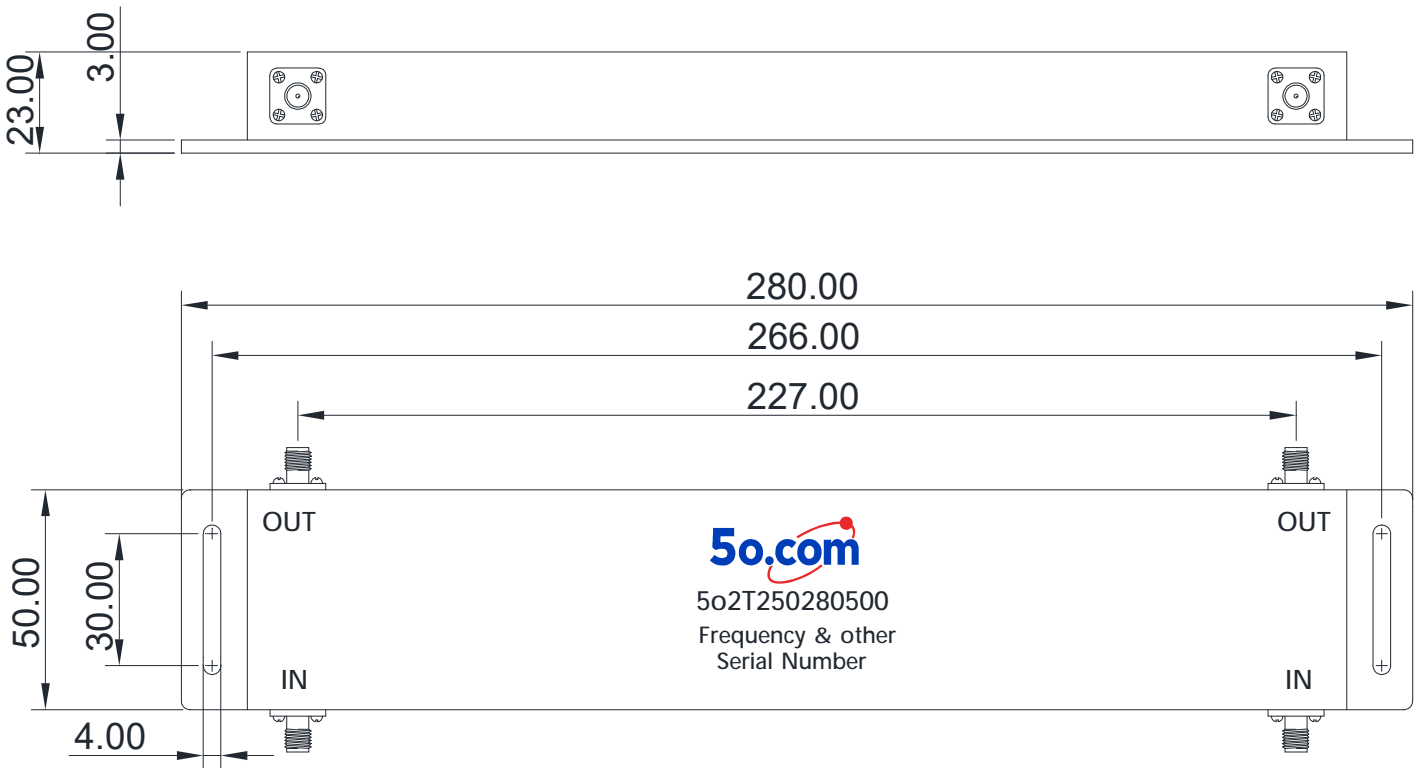 3.00
23.00
280.00
266.00
227.00
OUT
OUT
5o.com
5o2T250280500
Frequency & other
Serial Number
50.00
30.00
IN
IN
4.00